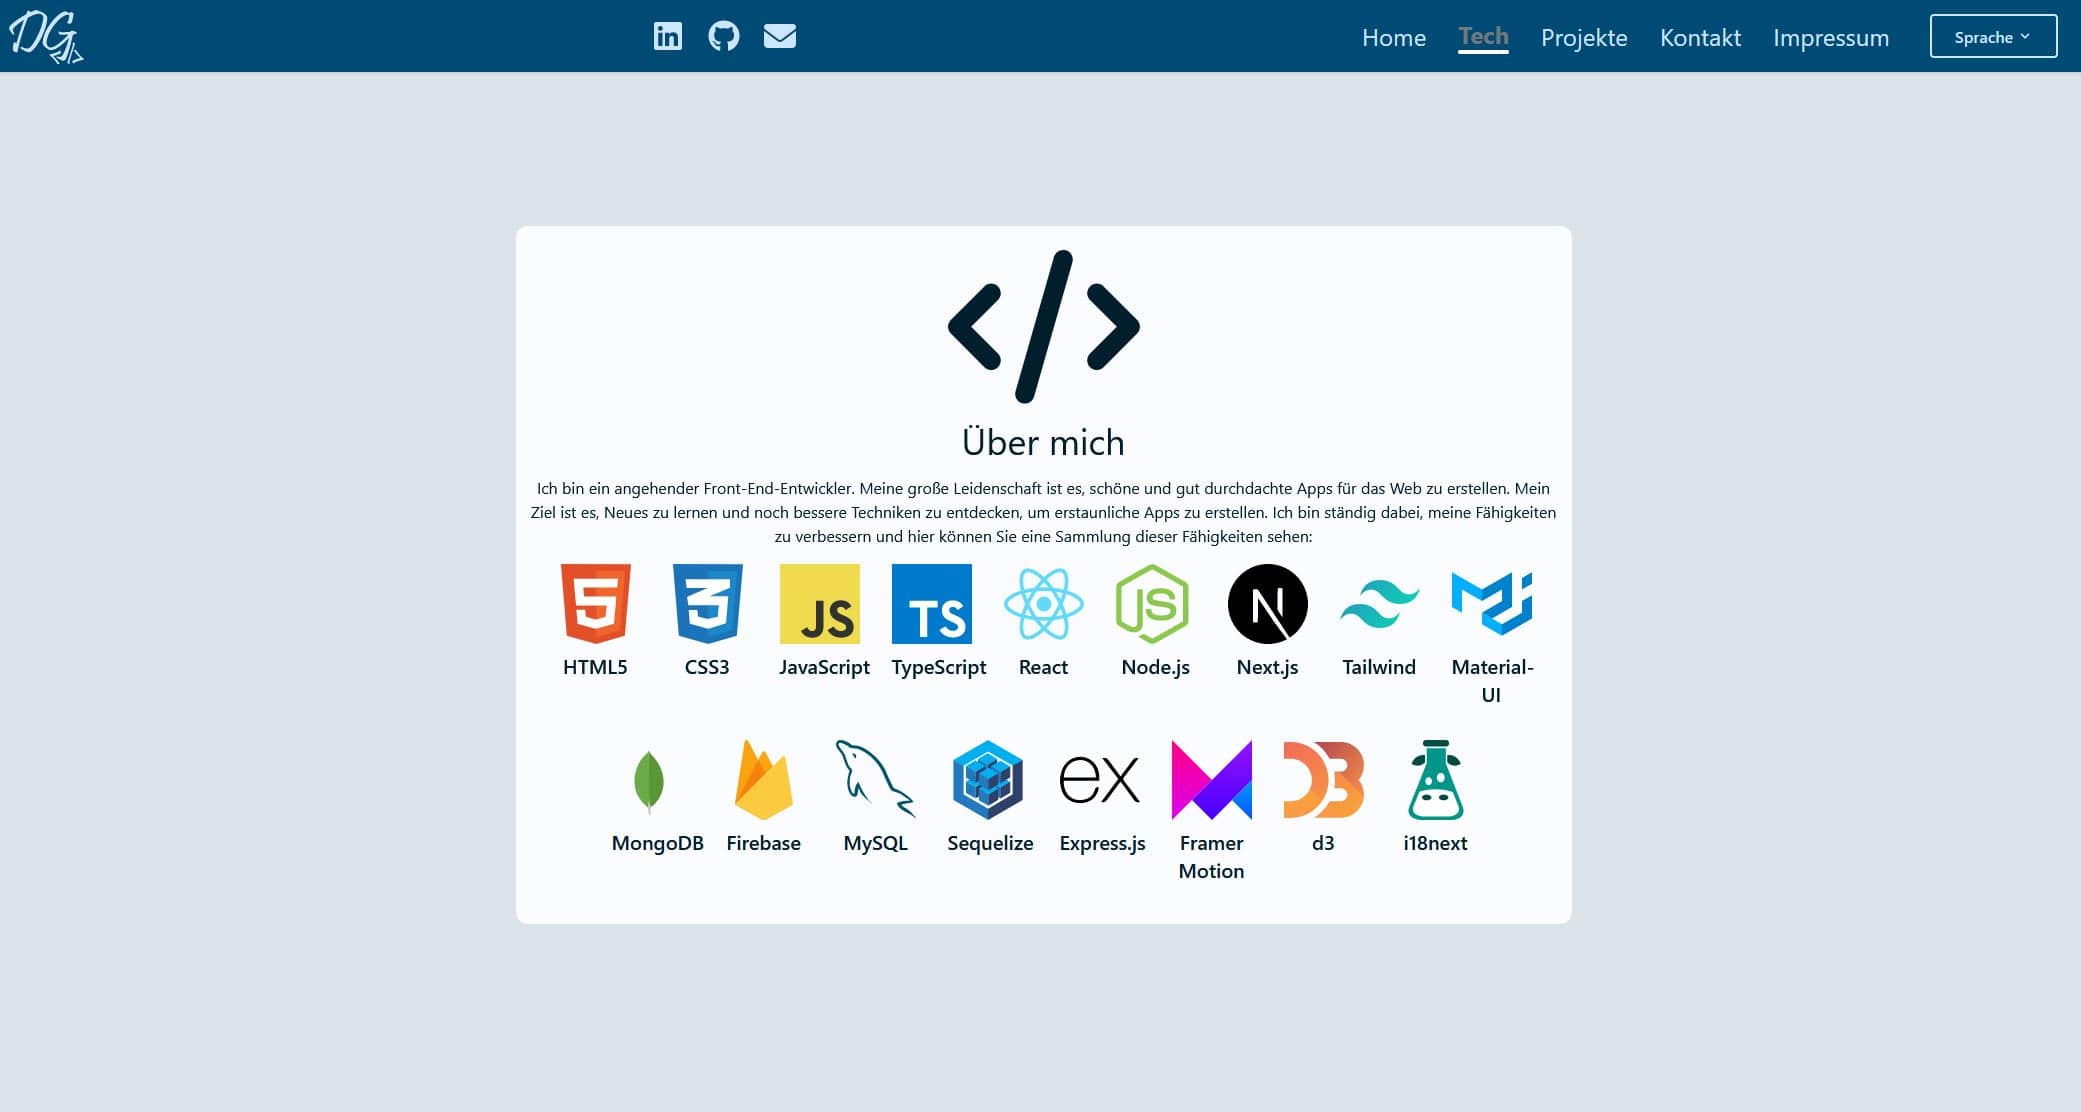 DG
Home Tech Projekte Kontakt Impressum Sprache
Über mich
Ich bin ein angehender Front-End-Entwickler. Meine große Leidenschaft ist es, schöne und gut durchdachte Apps für das Web zu erstellen. Mein
Ziel ist es, Neues zu lernen und noch bessere Techniken zu entdecken, um erstaunliche Apps zu erstellen. Ich bin ständig dabei, meine Fähigkeiten
zu verbessern und hier können Sie eine Sammlung dieser Fähigkeiten sehen:
JS TS JS N
HTML5 CSS3 JavaScript TypeScript React Node.js Next.js Tailwind Material-
UI
ex D3
MongoDB Firebase MySQL Sequelize Express.js Framer d3 i18next
Motion